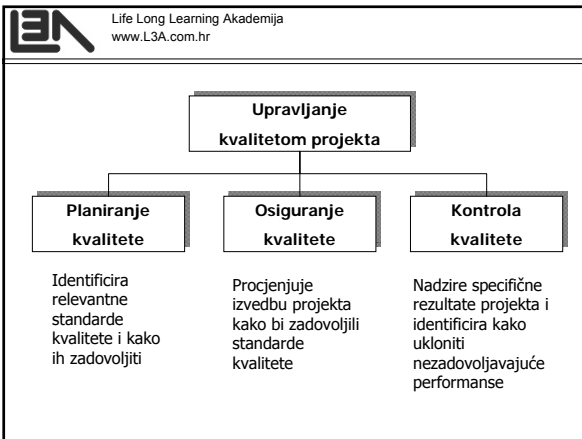 L3A
Life Long Learning Akademija
www.L3A.com.hr
Upravljanje
kvalitetom projekta
Planiranje
kvalitete
Osiguranje
kvalitete
Kontrola
kvalitete
Identificira
relevantne
standarde
kvalitete i kako
ih zadovoljiti
Procjenjuje
izvedbu projekta
kako bi zadovoljili
standarde
kvalitete
Nadzire specifične
rezultate projekta i
identificira kako
ukloniti
nezadovoljavajuće
performanse